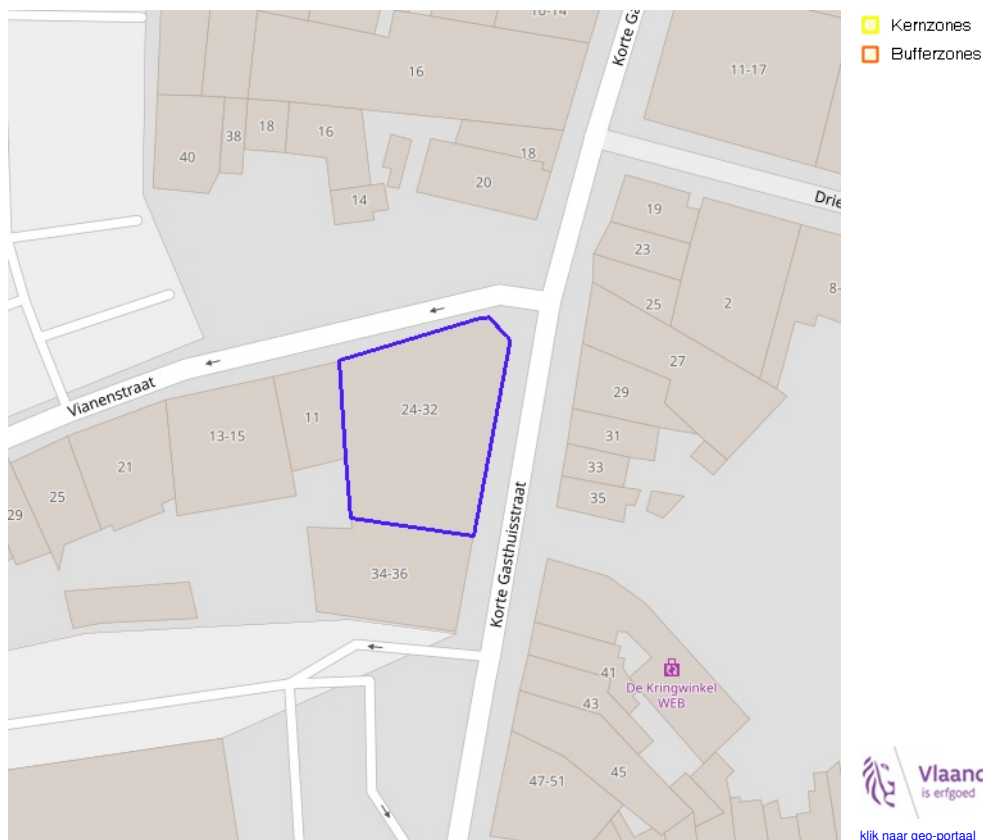 10-14
16
Korte Ga
11-17
Kernzones
Bufferzones
40
38
18
16
18
20
14
Drie
19
23
25
2
8-
27
29
31
33
35
Vianenstraat
24-32
11
13-15
21
25
29
34-36
Korte Gasthuisstraat
41
De Kringwinkel
WEB
43
45
47-51
Vlaand
is erfgoed
klik naar geo-portaal